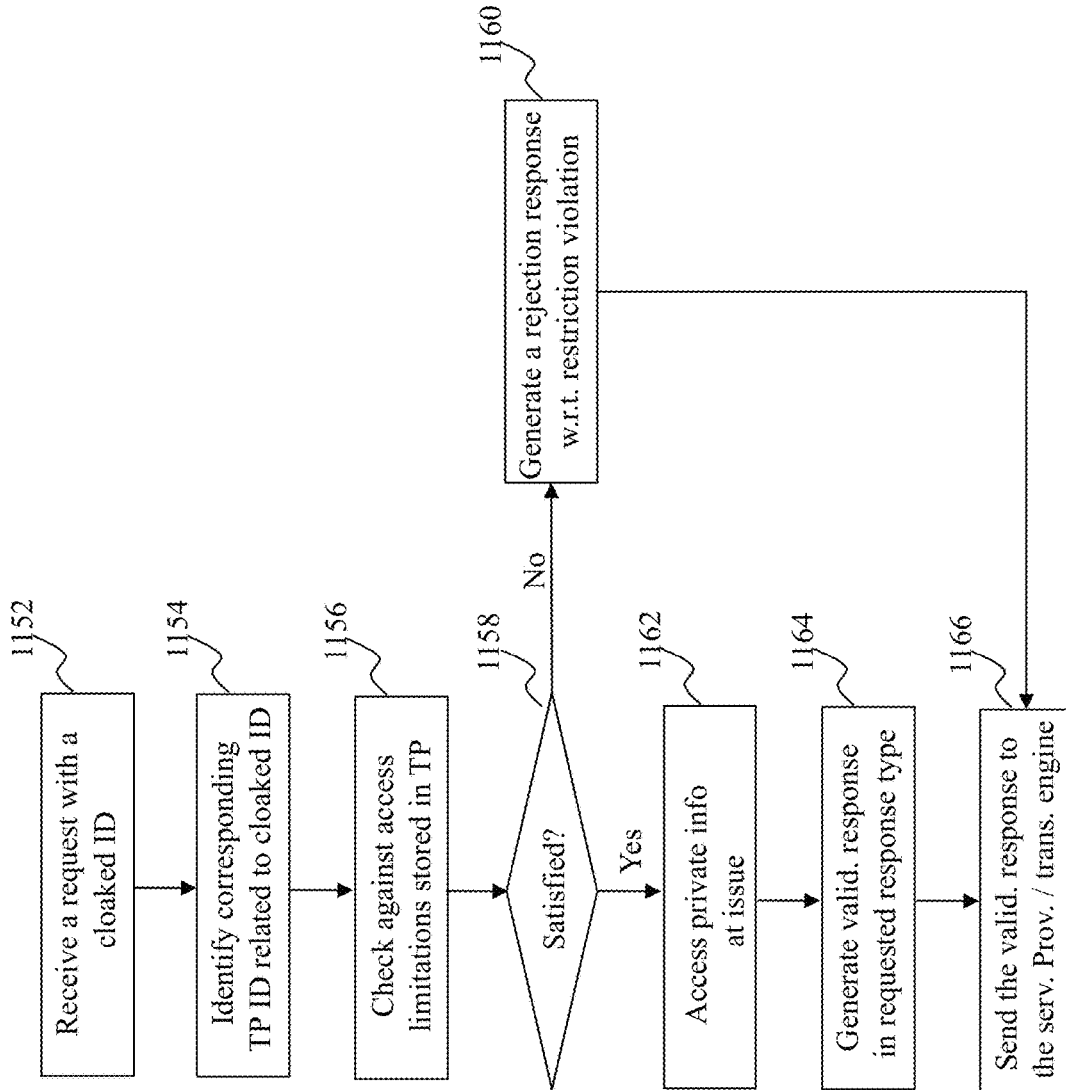 1152
Receive a request with a
cloaked ID
1154
Identify corresponding
TP ID related to cloaked ID
1156
Check against access
limitations stored in TP
1158
Satisfied?
No
Yes
1160
Generate a rejection response
w.r.t. restriction violation
1162
Access private info
at issue
1164
Generate valid. response
in requested response type
1166
Send the valid. response to
the serv. Prov. / trans. engine